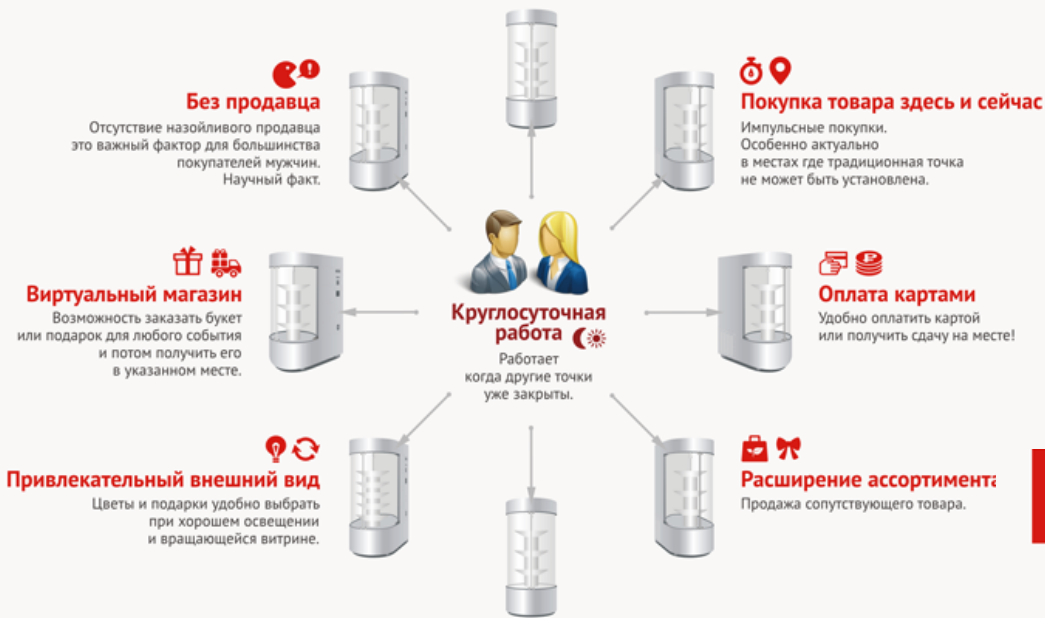 Без продавца
Отсутствие назойливого продавца
это важный фактор для большинства
покупателей мужчин.
Научный факт.
Покупка товара здесь и сейчас
Импульсные покупки.
Особенно актуально
в местах где традиционная точка
не может быть установлена.
Виртуальный магазин
Возможность заказать букет
или подарок для любого события
и потом получить его
в указанном месте.
Круглосуточная
работа
Работает
когда другие точки
уже закрыты.
Оплата картами
Удобно оплатить картой
или получить сдачу на месте!
Привлекательный внешний вид
Цветы и подарки удобно выбрать
при хорошем освещении
и вращающейся витрине.
Расширение ассортимента
Продажа сопутствующего товара.